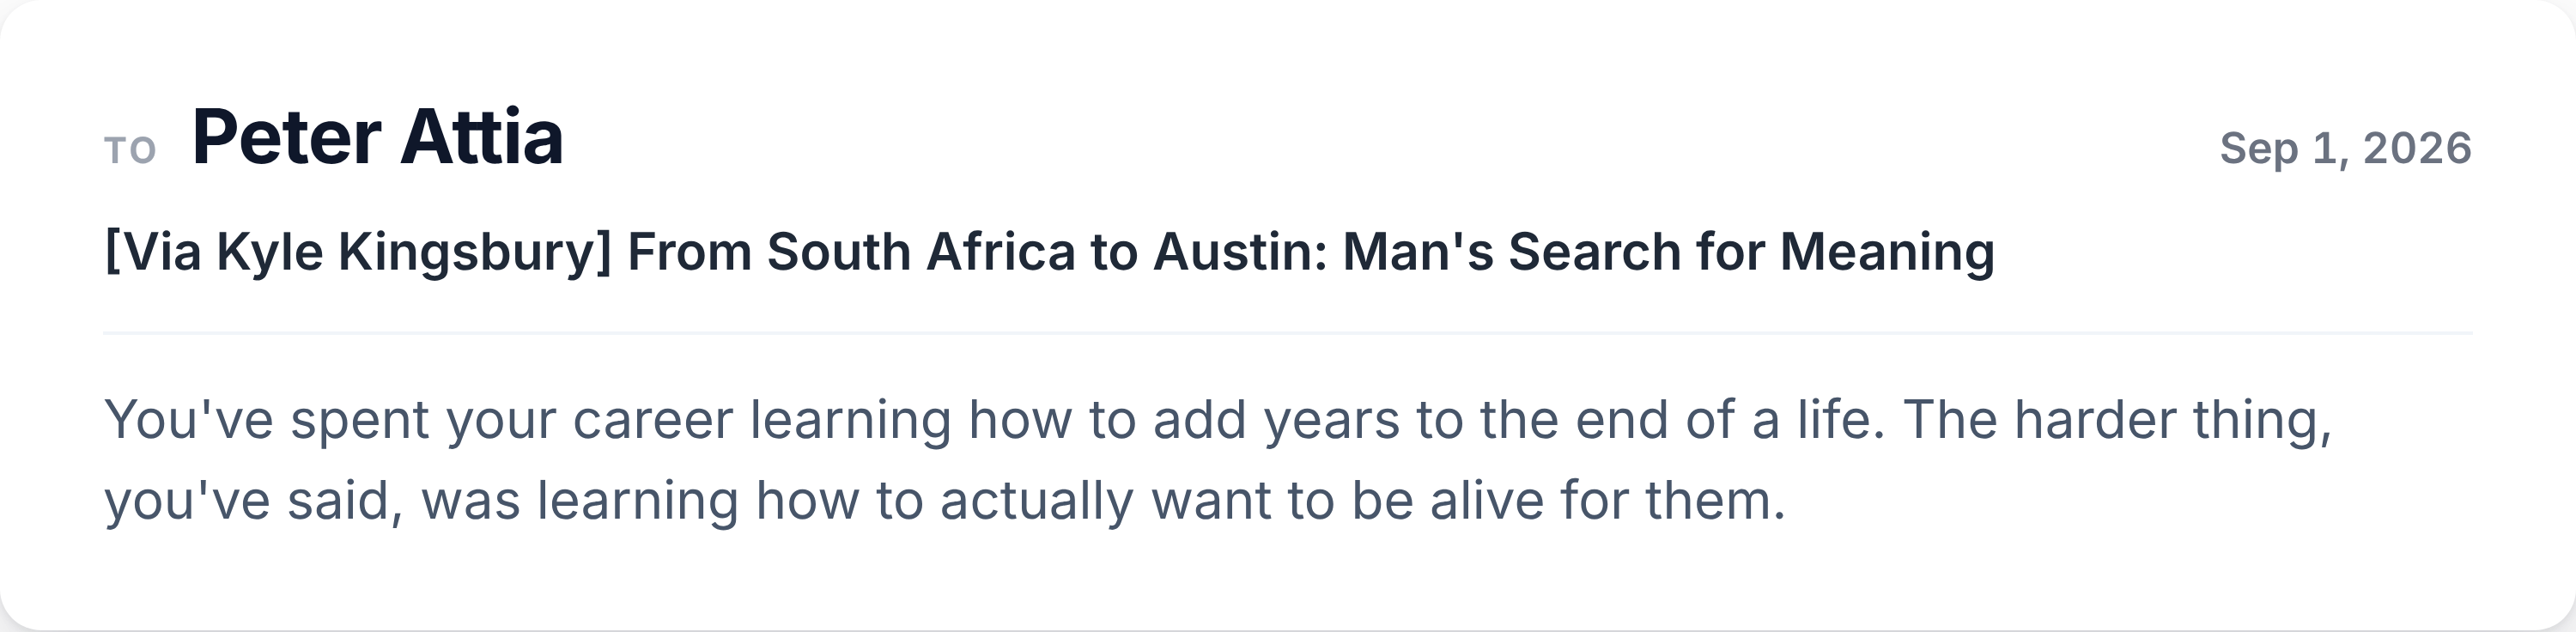 TO Peter Attia Sep 1, 2026
[Via Kyle Kingsbury] From South Africa to Austin: Man's Search for Meaning
You've spent your career learning how to add years to the end of a life. The harder thing,
you've said, was learning how to actually want to be alive for them.